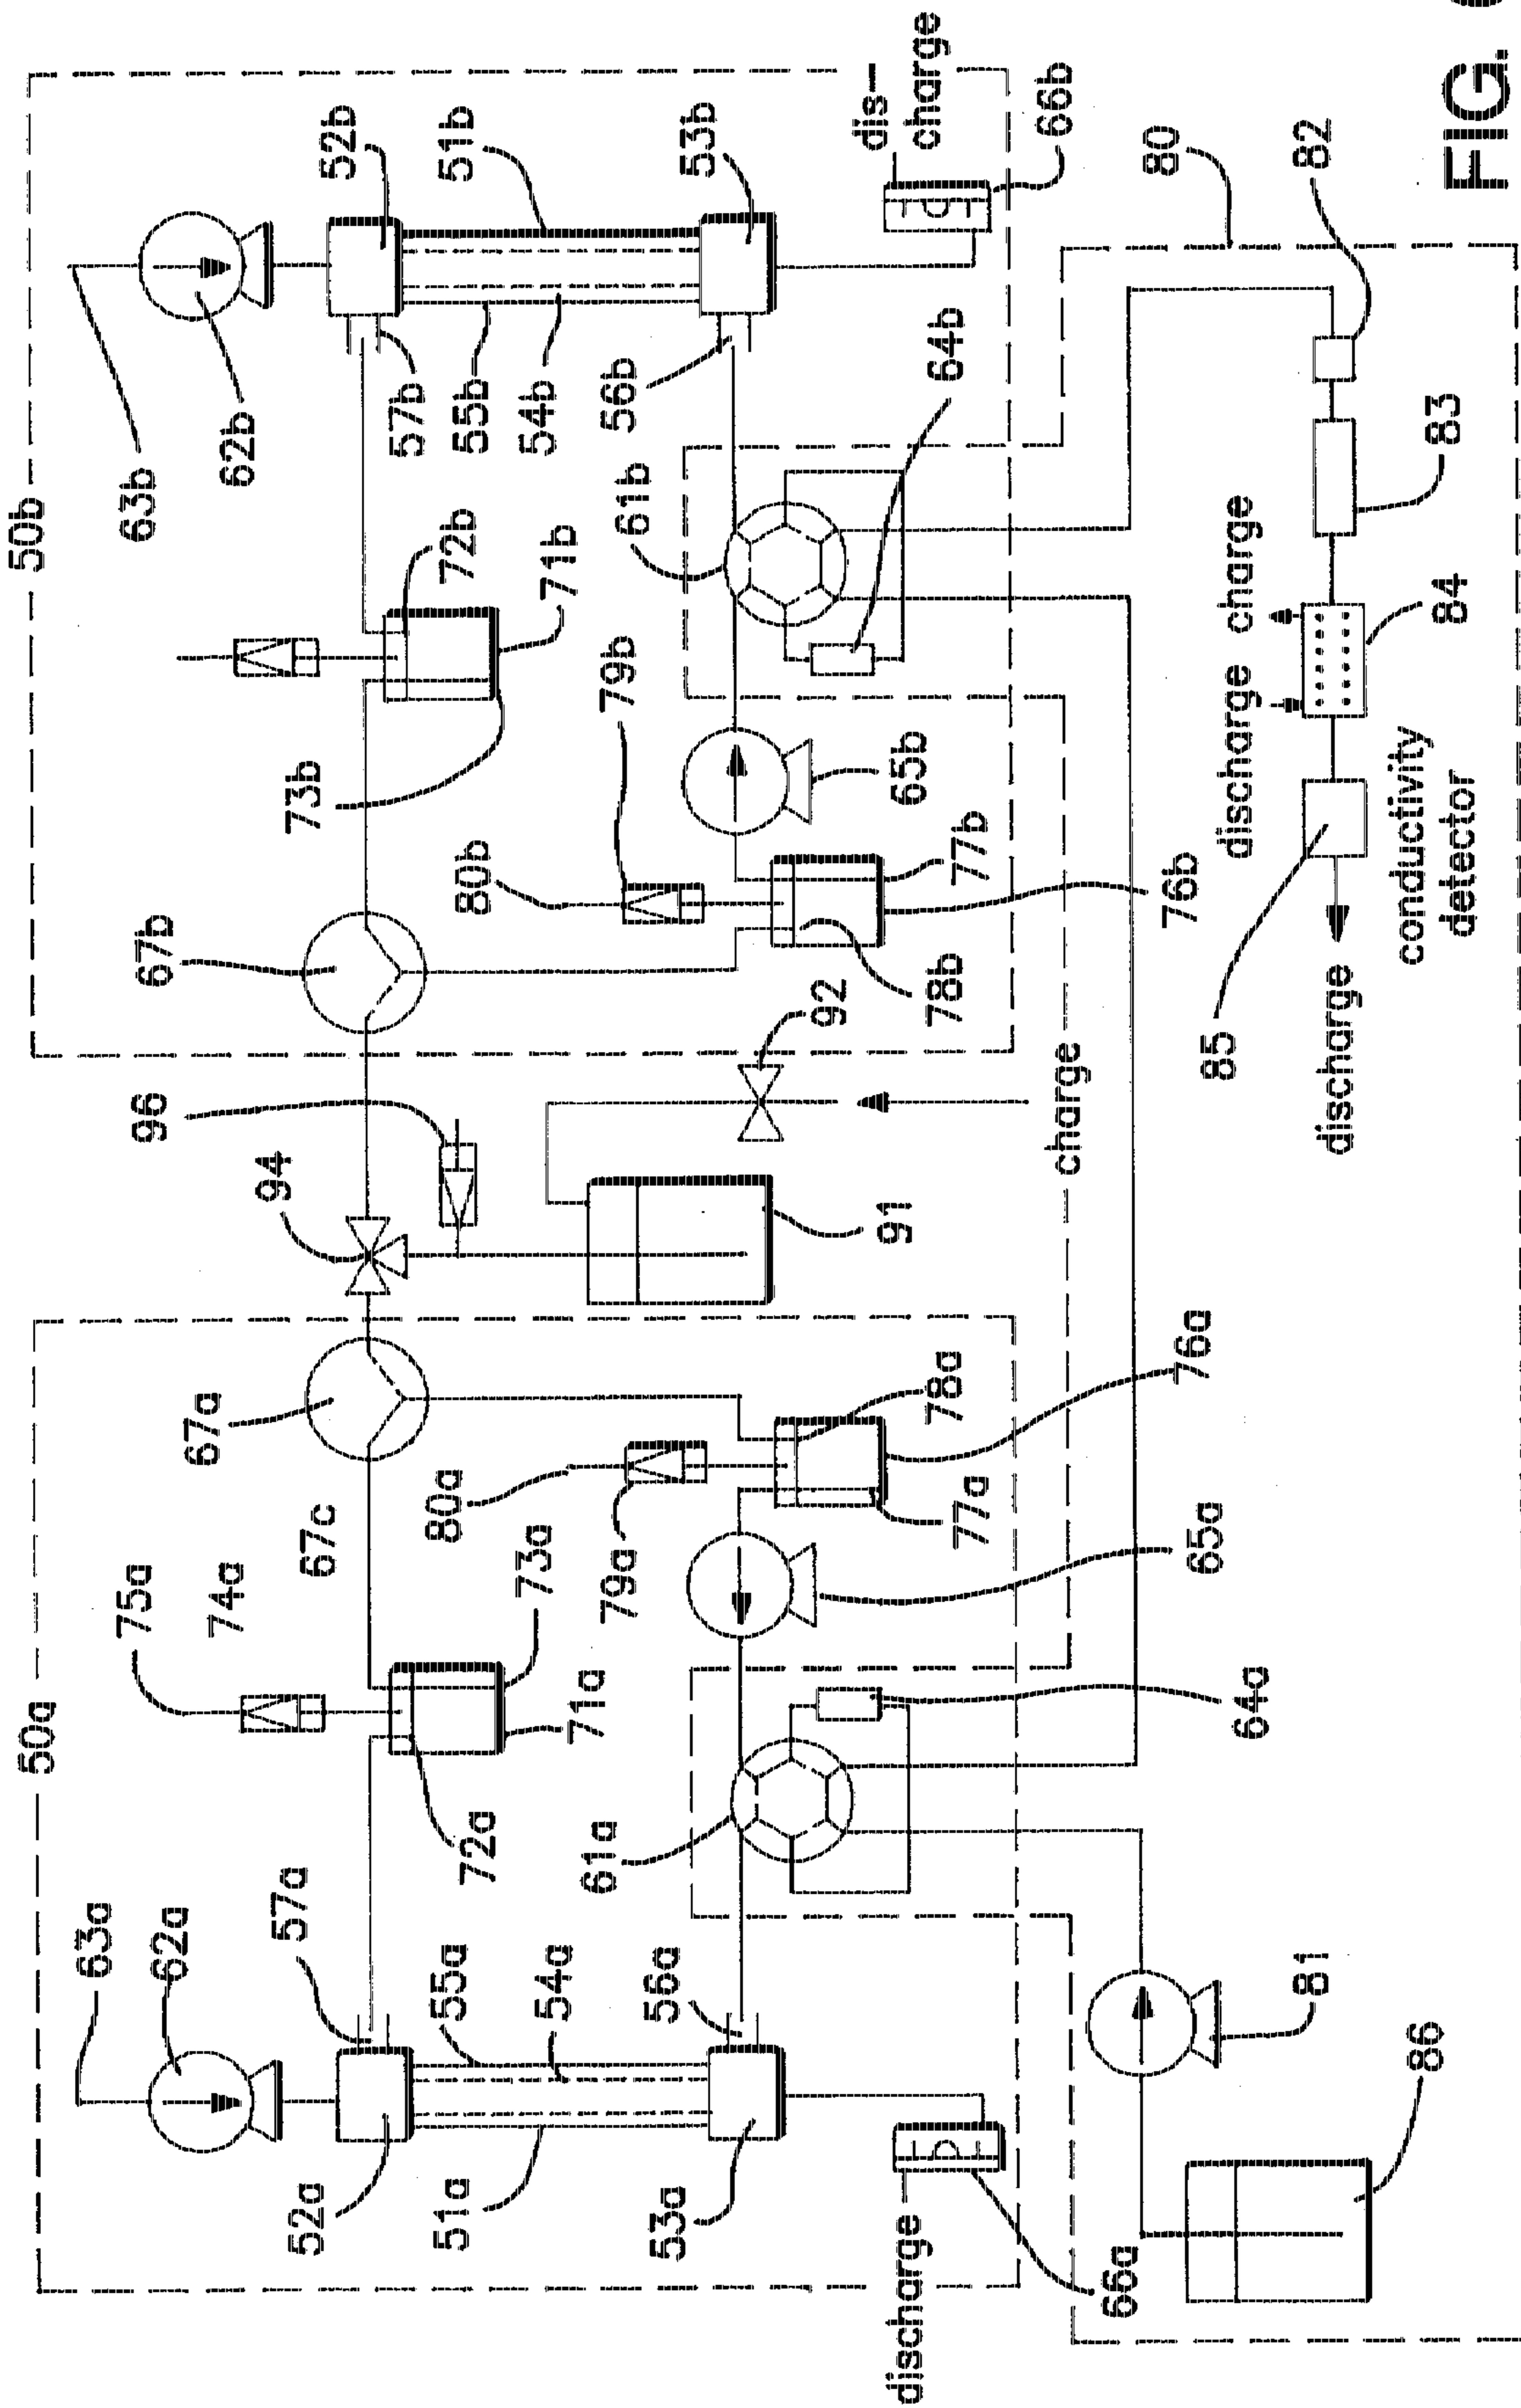 50a
50b
63a
62a
57a
52a
55a
54a
51a
56a
53a
discharge
66a
75a
74a
67c
72a
73a
71a
61a
64a
67a
80a
79a
78a
77a
76a
65a
94
96
91
92
charge
67b
80b
79b
78b
77b
76b
65b
73b
72b
71b
61b
64b
63b
62b
52b
57b
55b
54b
51b
56b
53b
dis-
charge
66b
80
86
81
82
83
84
85
discharge
charge
discharge
conductivity
detector
FIG.